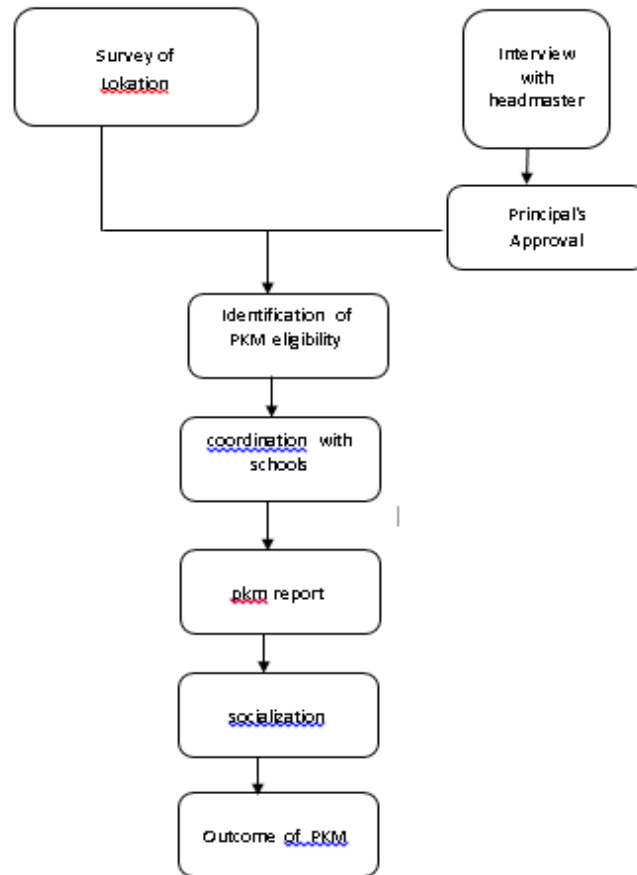 Survey of
Lokation
Interview
with
headmaster
Principal's
Approval
Identification of
PKM eligibility
coordination with
schools
pkm report
socialization
Outcome of PKM